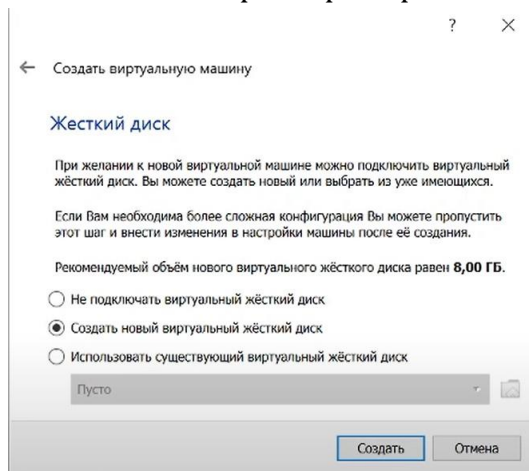 ?
← Создать виртуальную машину
Жесткий диск
При желании к новой виртуальной машине можно подключить виртуальный
жёсткий диск. Вы можете создать новый или выбрать из уже имеющихся.
Если Вам необходима более сложная конфигурация Вы можете пропустить
этот шаг и внести изменения в настройки машины после её создания.
Рекомендуемый объём нового виртуального жёсткого диска равен 8,00 ГБ.
Не подключать виртуальный жёсткий диск
Создать новый виртуальный жёсткий диск
Использовать существующий виртуальный жёсткий диск
Пусто
Создать Отмена